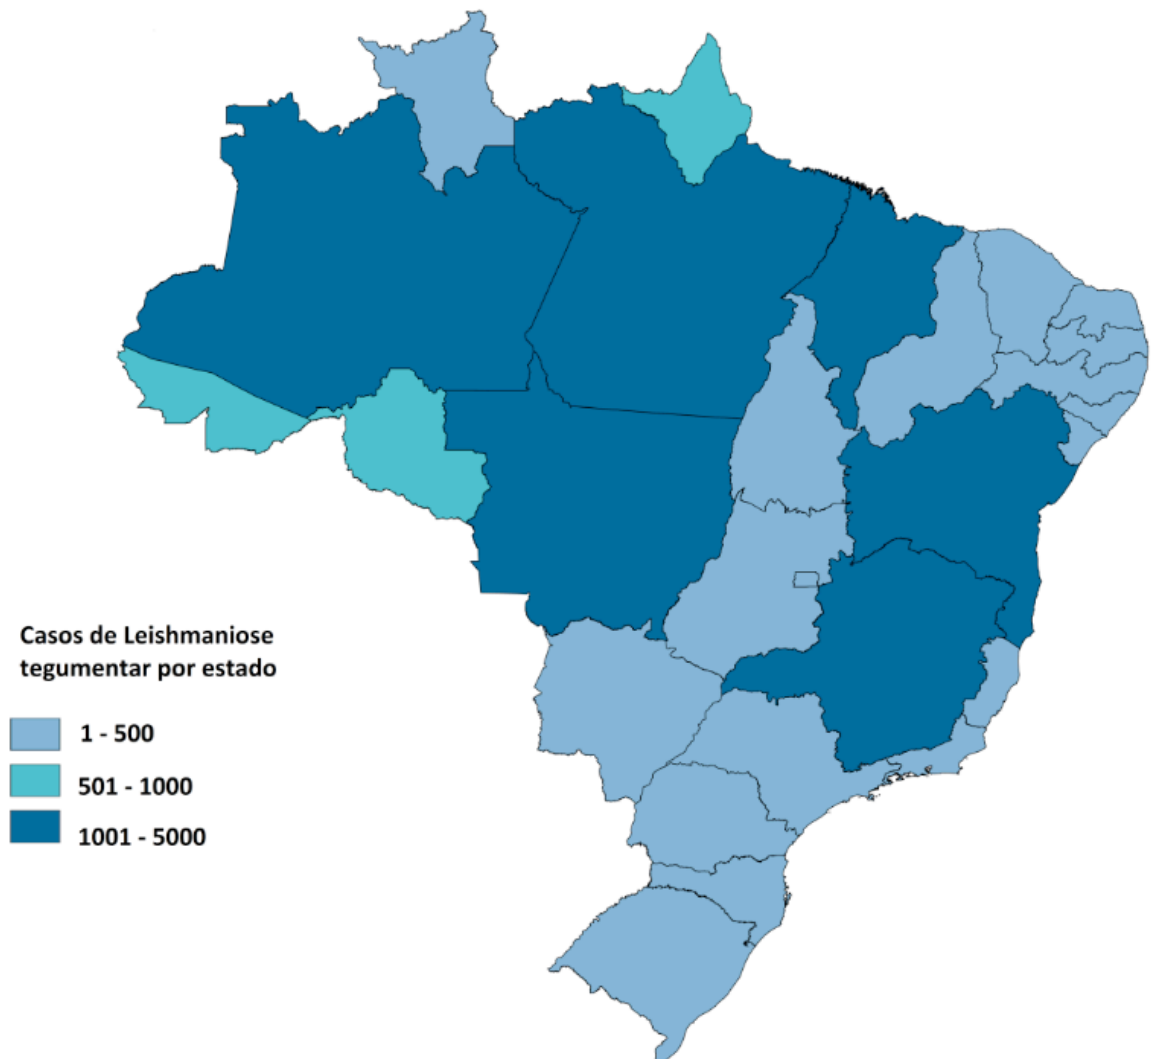 Casos de Leishmaniose
tegumentar por estado
1 - 500
501 - 1000
1001 - 5000